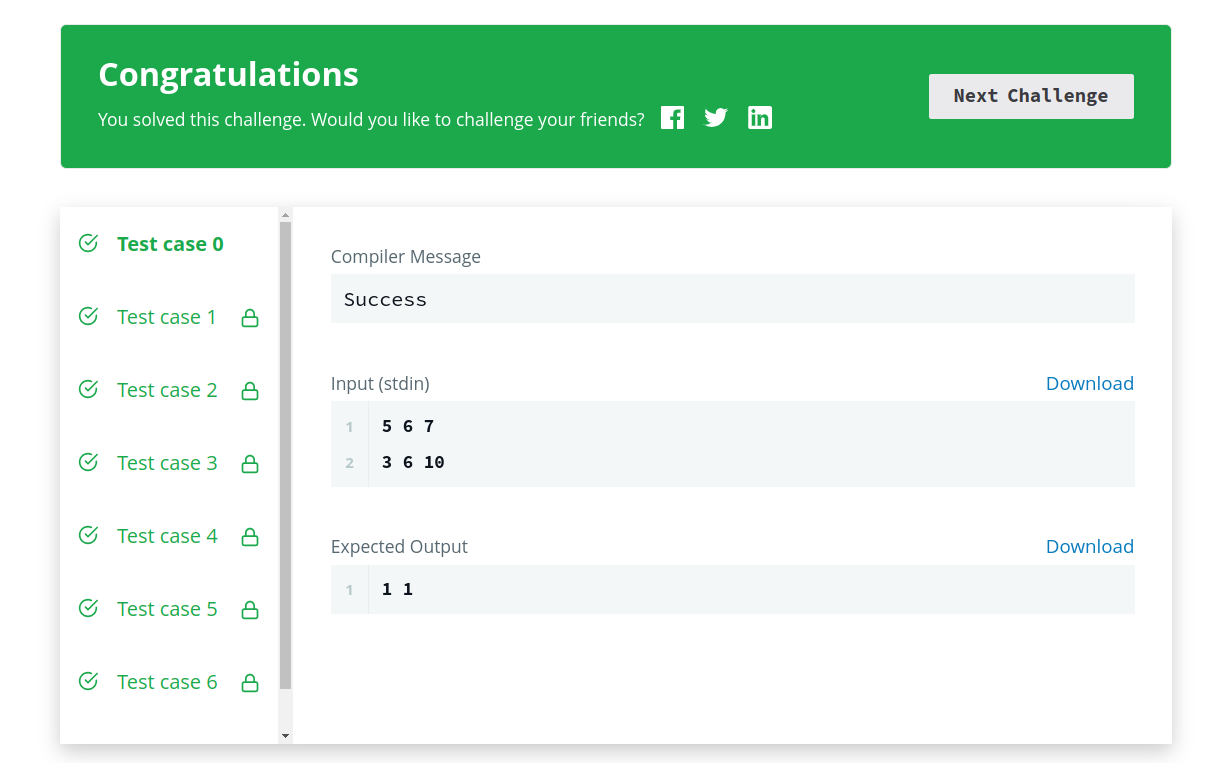 Congratulations
You solved this challenge. Would you like to challenge your friends?
Next Challenge
Test case 0
Test case 1
Test case 2
Test case 3
Test case 4
Test case 5
Test case 6
Compiler Message
Success
Input (stdin)
Download
1 5 6 7
2 3 6 10
Expected Output
Download
1 1 1